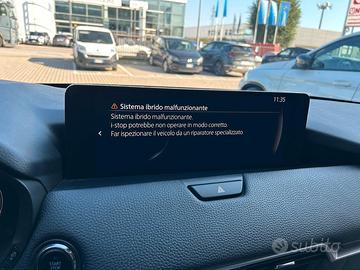 11:35
Sistema ibrido malfunzionante
Sistema ibrido malfunzionante.
i-stop potrebbe non operare in modo corretto.
Far ispezionare il veicolo da un riparatore specializzato
START
subito